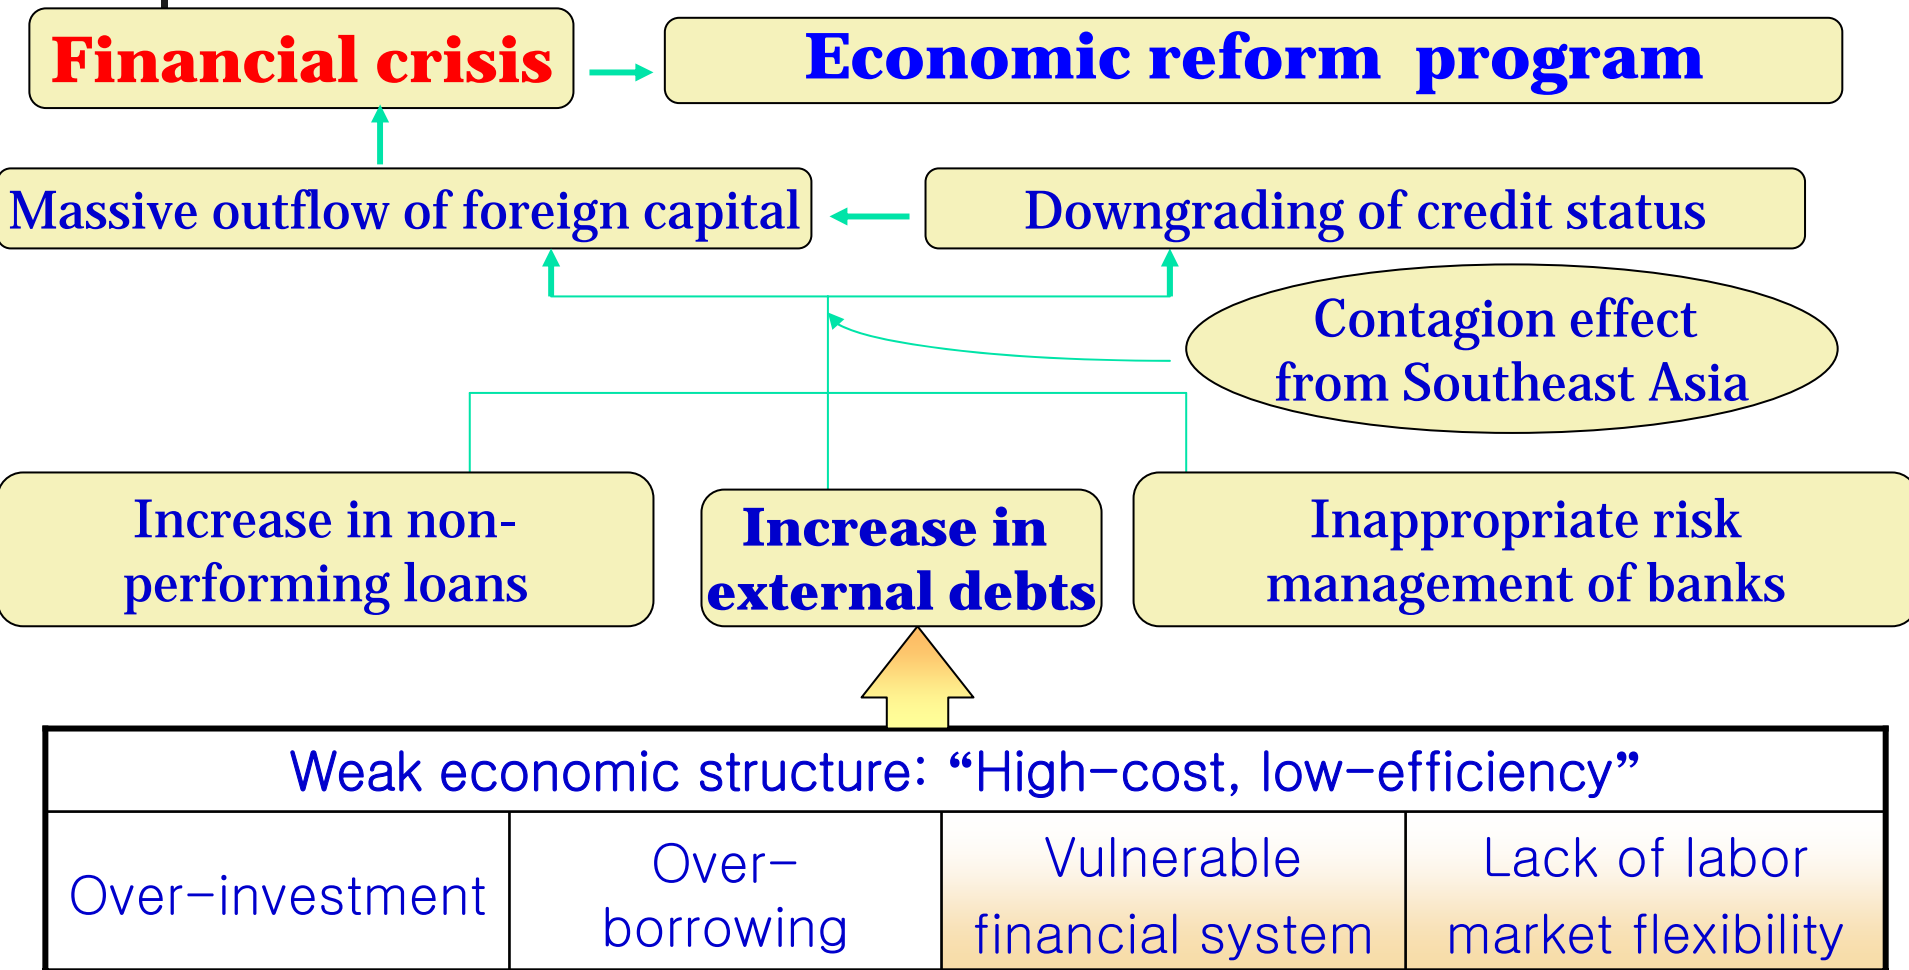 Financial crisis
Economic reform program
Massive outflow of foreign capital
Downgrading of credit status
Contagion effect
from Southeast Asia
Increase in non-
performing loans
Increase in
external debts
Inappropriate risk
management of banks
Weak economic structure: “High-cost, low-efficiency”
Over-investment
Over-
borrowing
Vulnerable
financial system
Lack of labor
market flexibility